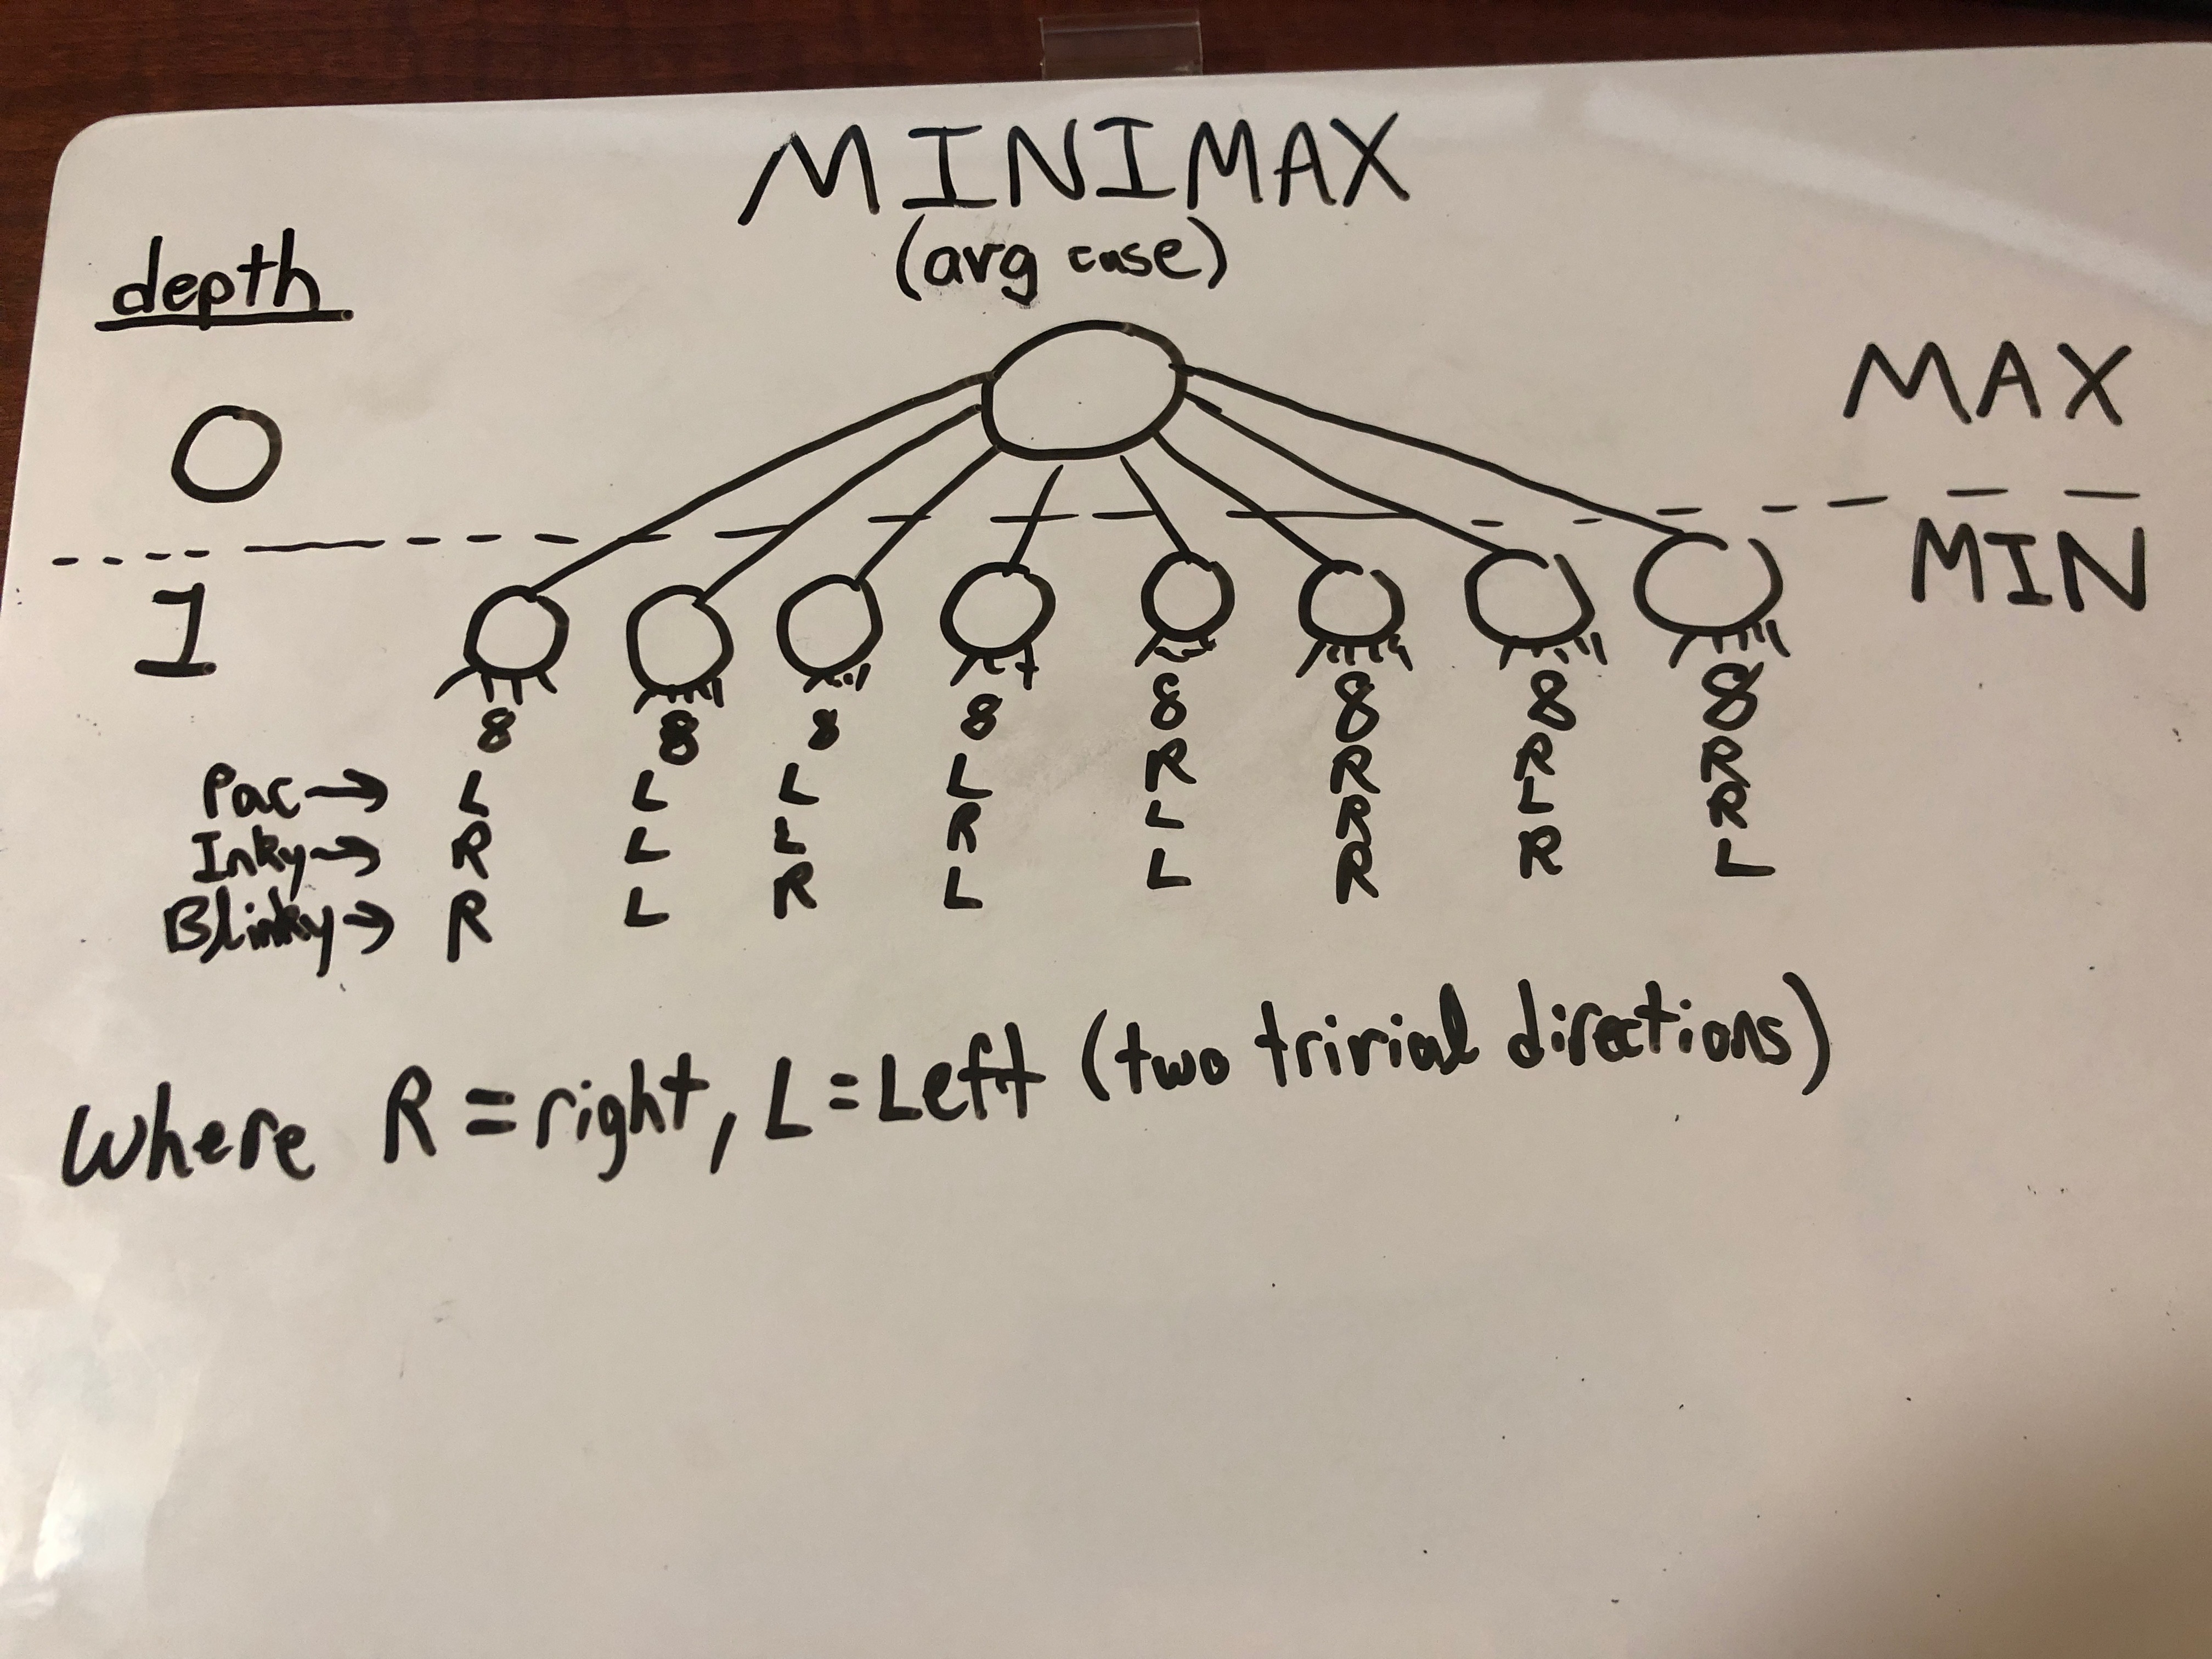 MINIMAX
(avg case)
depth
0
MAX
MIN
1
8 8 8 8 8 8 8 8
Pac→ L L L L R R R R
Inky→ R L L R L R L R
Blinky→ R L R L L R R L
Where R = right, L = Left (two trivial directions)